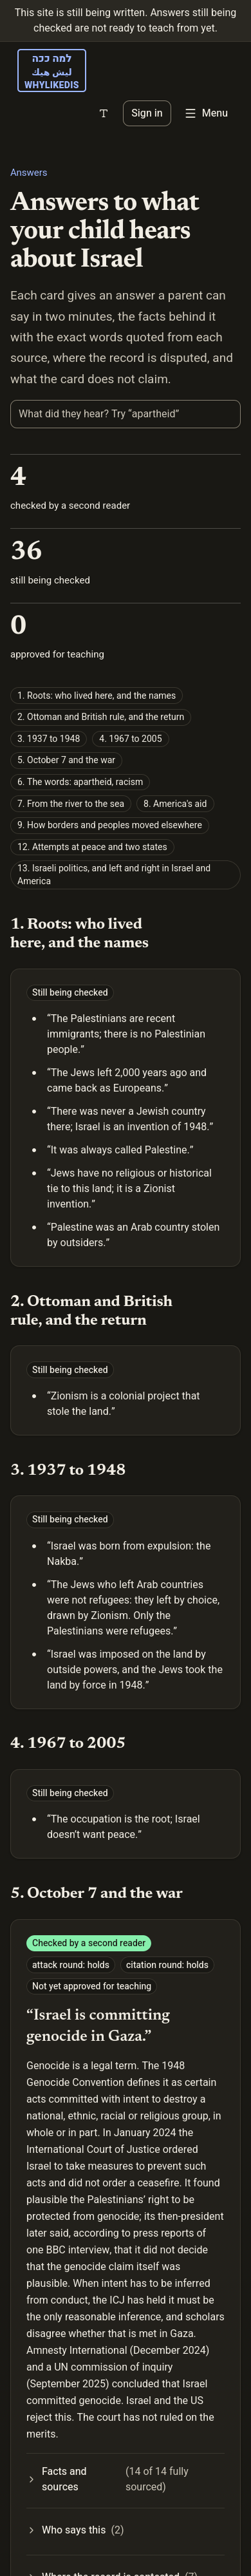 This site is still being written. Answers still being
checked are not ready to teach from yet.
למה ככה
ليش هيك
WHYLIKEDIS
Sign in
Menu
Answers
Answers to what
your child hears
about Israel
Each card gives an answer a parent can
say in two minutes, the facts behind it
with the exact words quoted from each
source, where the record is disputed, and
what the card does not claim.
What did they hear? Try “apartheid”
4
checked by a second reader
36
still being checked
0
approved for teaching
1. Roots: who lived here, and the names
2. Ottoman and British rule, and the return
3. 1937 to 1948
4. 1967 to 2005
5. October 7 and the war
6. The words: apartheid, racism
7. From the river to the sea
8. America’s aid
9. How borders and peoples moved elsewhere
12. Attempts at peace and two states
13. Israeli politics, and left and right in Israel and
America
1. Roots: who lived
here, and the names
Still being checked
• “The Palestinians are recent
immigrants; there is no Palestinian
people.”
• “The Jews left 2,000 years ago and
came back as Europeans.”
• “There was never a Jewish country
there; Israel is an invention of 1948.”
• “It was always called Palestine.”
• “Jews have no religious or historical
tie to this land; it is a Zionist
invention.”
• “Palestine was an Arab country stolen
by outsiders.”
2. Ottoman and British
rule, and the return
Still being checked
• “Zionism is a colonial project that
stole the land.”
3. 1937 to 1948
Still being checked
• “Israel was born from expulsion: the
Nakba.”
• “The Jews who left Arab countries
were not refugees: they left by choice,
drawn by Zionism. Only the
Palestinians were refugees.”
• “Israel was imposed on the land by
outside powers, and the Jews took the
land by force in 1948.”
4. 1967 to 2005
Still being checked
• “The occupation is the root; Israel
doesn’t want peace.”
5. October 7 and the war
Checked by a second reader
attack round: holds
citation round: holds
Not yet approved for teaching
“Israel is committing
genocide in Gaza.”
Genocide is a legal term. The 1948
Genocide Convention defines it as certain
acts committed with intent to destroy a
national, ethnic, racial or religious group, in
whole or in part. In January 2024 the
International Court of Justice ordered
Israel to take measures to prevent such
acts and did not order a ceasefire. It found
plausible the Palestinians’ right to be
protected from genocide; its then-president
later said, according to press reports of
one BBC interview, that it did not decide
that the genocide claim itself was
plausible. When intent has to be inferred
from conduct, the ICJ has held it must be
the only reasonable inference, and scholars
disagree whether that is met in Gaza.
Amnesty International (December 2024)
and a UN commission of inquiry
(September 2025) concluded that Israel
committed genocide. Israel and the US
reject this. The court has not ruled on the
merits.
Facts and
sources
(14 of 14 fully
sourced)
Who says this (2)